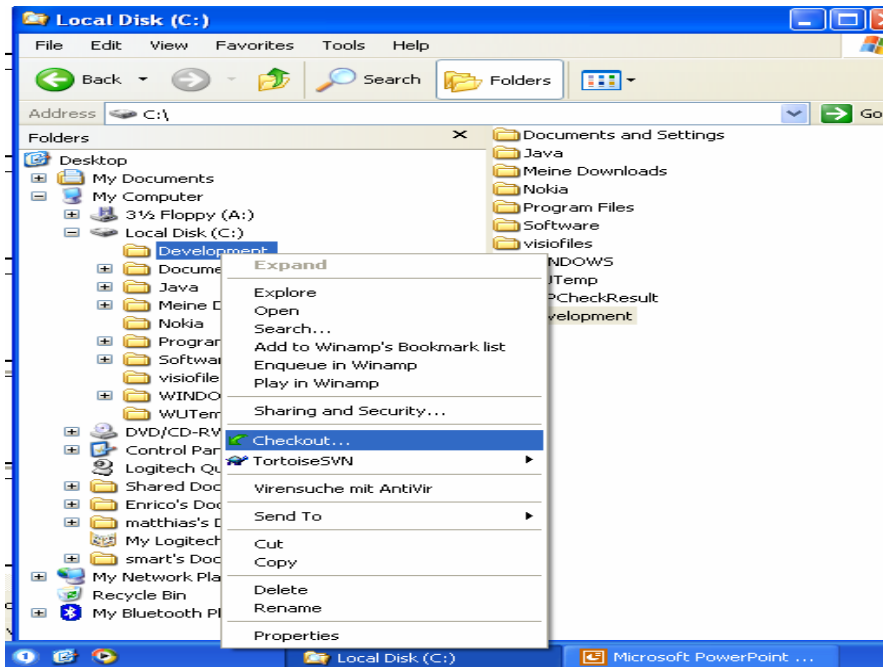 Local Disk (C:)
File Edit View Favorites Tools Help
Back Search Folders
Address C:\ Go
Folders
Desktop
My Documents
My Computer
3½ Floppy (A:)
Local Disk (C:)
Development
Docume
Java
Meine D
Nokia
Program
Softwar
visiofile
WINDO
WUTem
DVD/CD-RW
Control Par
Logitech Qu
Shared Doc
Enrico's Doc
matthias's D
My Logitech
smart's Doc
My Network Pla
Recycle Bin
My Bluetooth Pl
Documents and Settings
Java
Meine Downloads
Nokia
Program Files
Software
visiofiles
NDOWS
UTemp
PCheckResult
velopment
Expand
Explore
Open
Search...
Add to Winamp's Bookmark list
Enqueue in Winamp
Play in Winamp
Sharing and Security...
Checkout...
TortoiseSVN
Virensuche mit AntiVir
Send To
Cut
Copy
Delete
Rename
Properties
Local Disk (C:) Microsoft PowerPoint ...